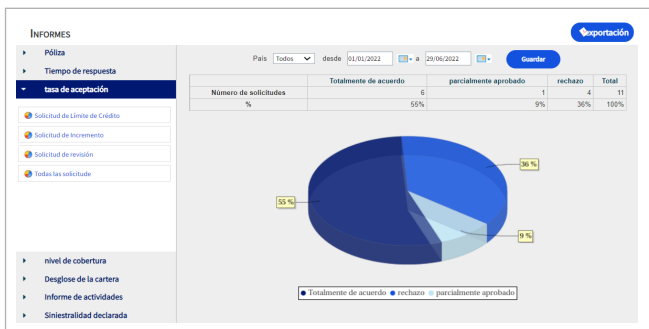 INFORMES
Exportación
Póliza
Tiempo de respuesta
tasa de aceptación
Solicitud de Límite de Crédito
Solicitud de Incremento
Solicitud de revisión
Todas las solicitude
nivel de cobertura
Desglose de la cartera
Informe de actividades
Siniestralidad declarada
País Todos desde 01/01/2022 a 29/06/2022 Guardar
Totalmente de acuerdo parcialmente aprobado rechazo Total
Número de solicitudes 6 1 4 11
% 55% 9% 36% 100%
36 %
55 %
9 %
Totalmente de acuerdo rechazo parcialmente aprobado